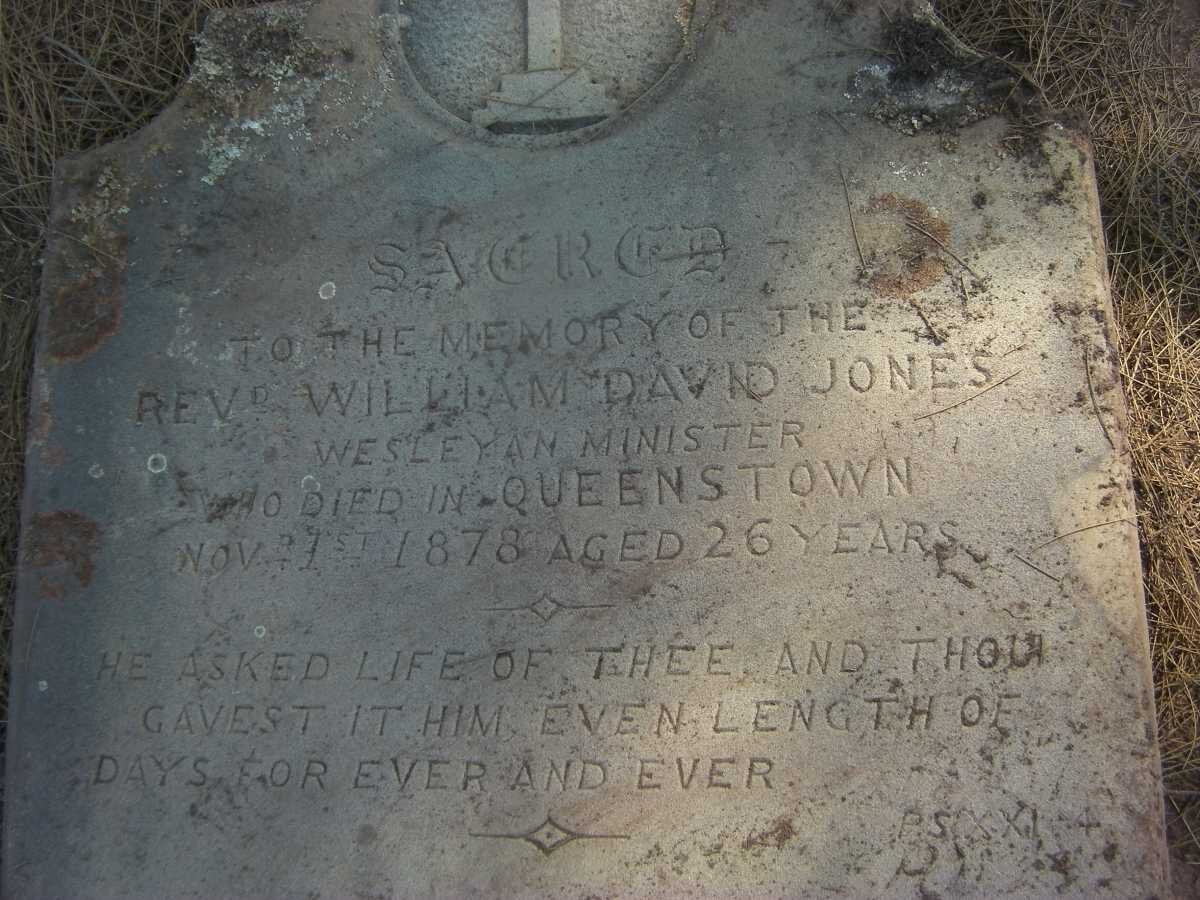 SACRED
TO THE MEMORY OF THE
REVD WILLIAM DAVID JONES
WESLEYAN MINISTER
WHO DIED IN QUEENSTOWN
NOV 21ST 1878 AGED 26 YEARS
HE ASKED LIFE OF THEE, AND THOU
GAVEST IT HIM, EVEN LENGTH OF
DAYS FOR EVER AND EVER
PS XXI 4